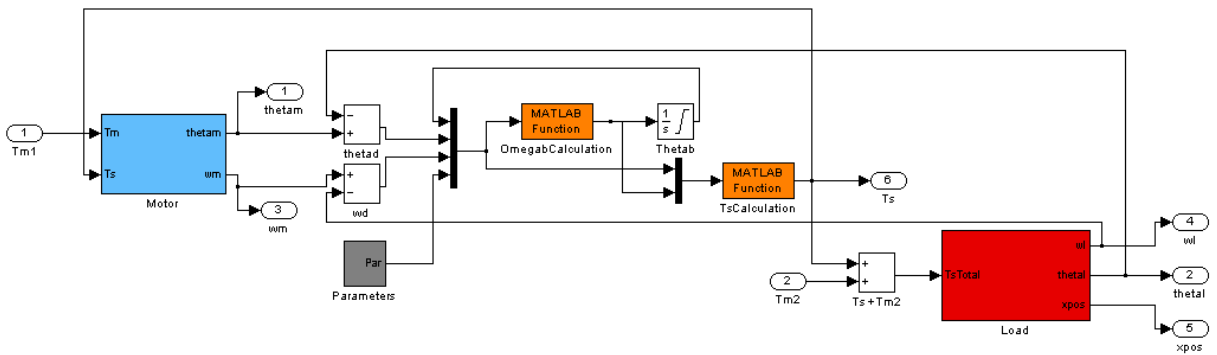 1
Tm1
Tm
Ts
thetam
wm
Motor
1
thetam
3
wm
−
+
thetad
+
−
wd
Par
Parameters
MATLAB
Function
OmegabCalculation
1
s
Thetab
MATLAB
Function
TsCalculation
6
Ts
2
Tm2
+
+
Ts+Tm2
TsTotal
wl
thetal
xpos
Load
4
wl
2
thetal
5
xpos